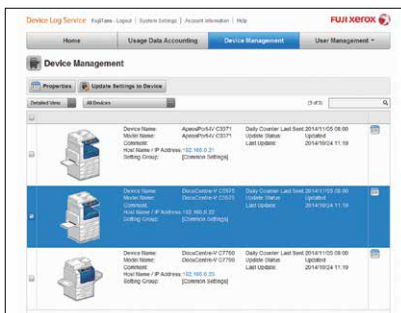 Device Log Service FujiTaro - Logout | System Settings | Account Information | Help FUJI XEROX
Home Usage Data Accounting Device Management User Management
Device Management
Properties Update Settings to Device
Detailed View All Devices
Device Name: ApeosPort-IV C3371 Daily Counter Last Sent: 2014/11/05 08:00
Model Name: ApeosPort-IV C3371 Update Status: Updated
Comment: Last Update: 2014/10/24 11:19
Host Name / IP Address: 192.168.0.21
Setting Group: [Common Settings]
Device Name: DocuCentre-V C5575 Daily Counter Last Sent: 2014/11/05 08:00
Model Name: DocuCentre-V C5575 Update Status: Updated
Comment: Last Update: 2014/10/24 11:19
Host Name / IP Address: 192.168.0.22
Setting Group: [Common Settings]
Device Name: DocuCentre-V C7780 Daily Counter Last Sent: 2014/11/05 08:00
Model Name: DocuCentre-V C7780 Update Status: Updated
Comment: Last Update: 2014/10/24 11:19
Host Name / IP Address: 192.168.0.23
Setting Group: [Common Settings]